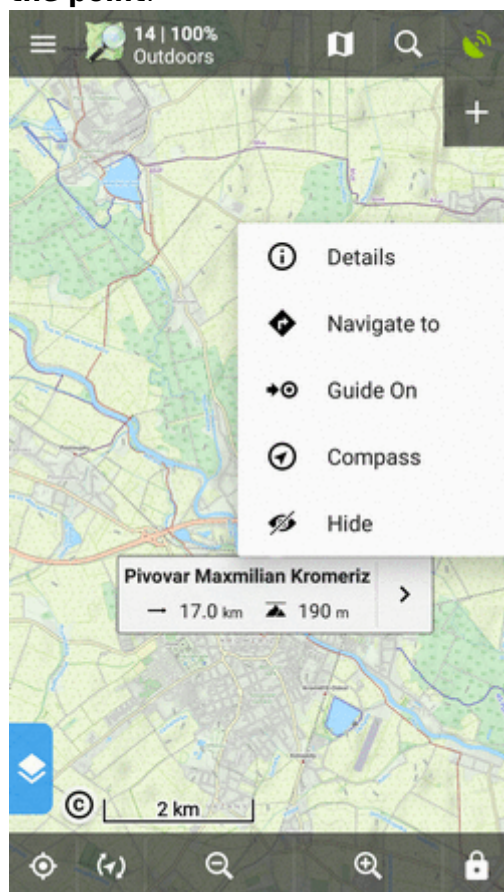 the point.
14 | 100%
Outdoors
Details
Navigate to
Guide On
Compass
Hide
Pivovar Maxmilian Kromeriz
17.0 km 190 m
© 2 km